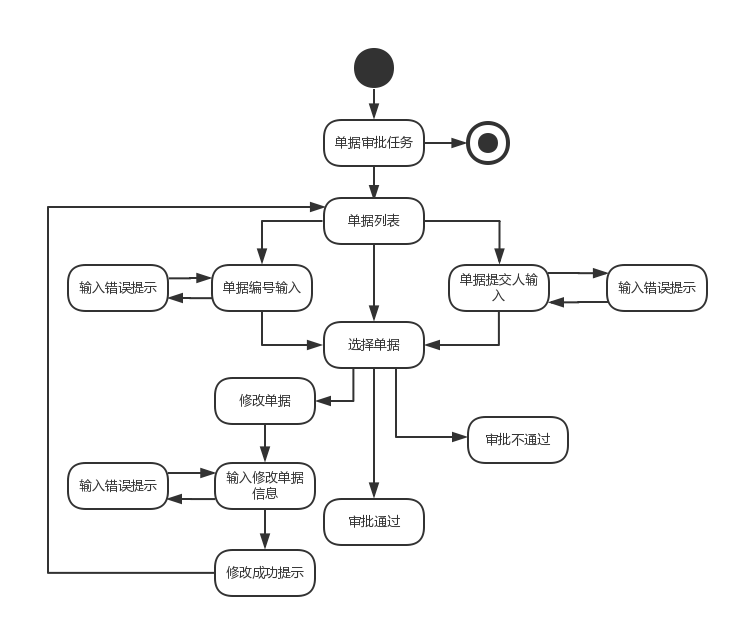 单据审批任务
单据列表
输入错误提示
单据编号输入
单据提交人输
入
输入错误提示
选择单据
修改单据
审批不通过
输入错误提示
输入修改单据
信息
审批通过
修改成功提示